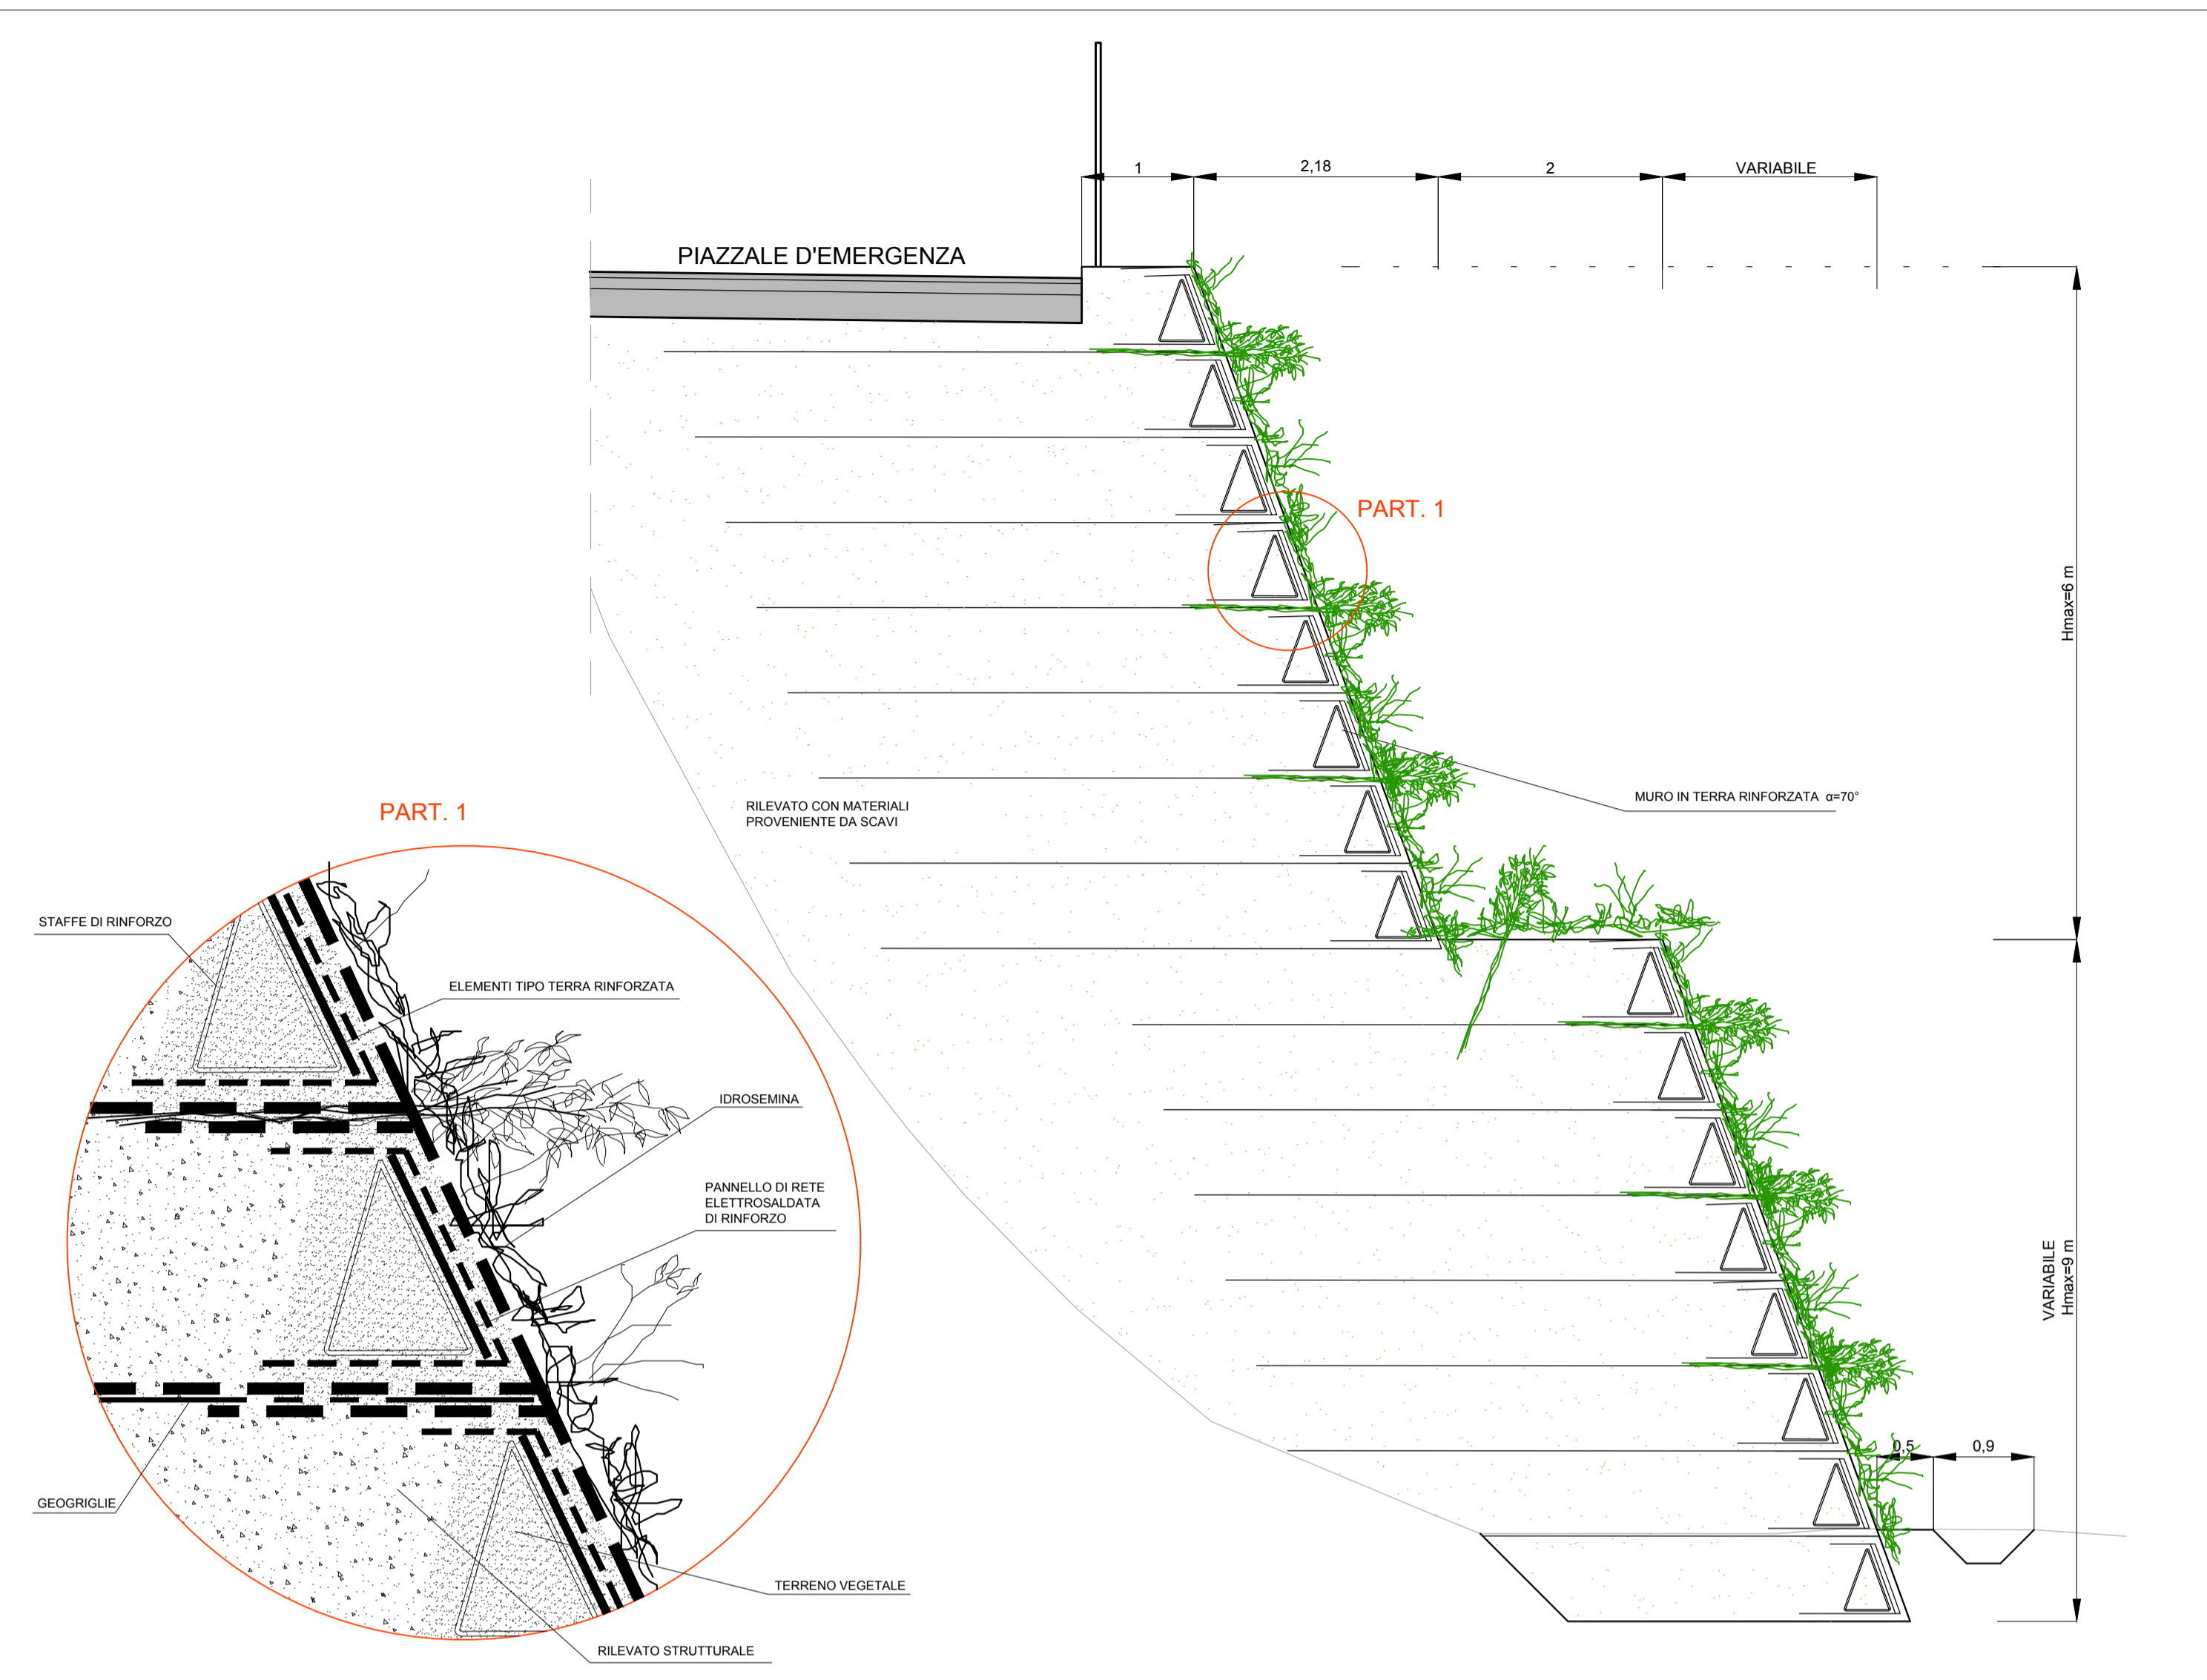 1
2,18
2
VARIABILE
PIAZZALE D'EMERGENZA
PART. 1
Hmax=6 m
MURO IN TERRA RINFORZATA α=70°
RILEVATO CON MATERIALI
PROVENIENTE DA SCAVI
PART. 1
STAFFE DI RINFORZO
ELEMENTI TIPO TERRA RINFORZATA
IDROSEMINA
PANNELLO DI RETE
ELETTROSALDATA
DI RINFORZO
VARIABILE
Hmax=9 m
0,5
0,9
GEOGRIGLIE
TERRENO VEGETALE
RILEVATO STRUTTURALE